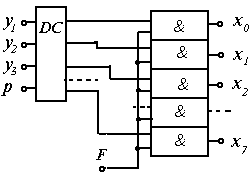 y₁ DC & x₀
y₂ & x₁
y₃ & x₂
p &
F & x₇